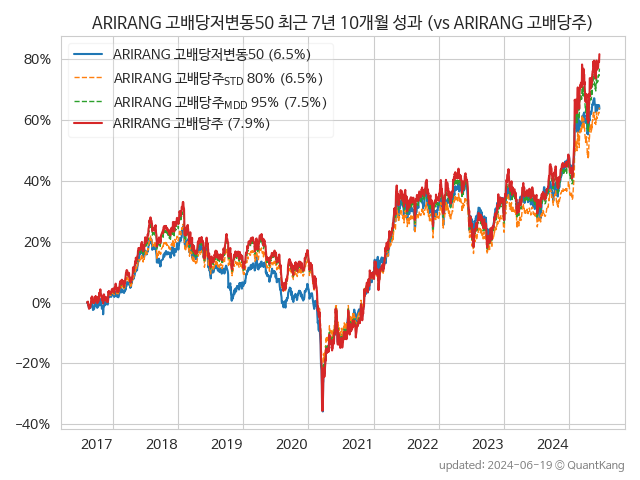 ARIRANG 고배당저변동50 최근 7년 10개월 성과 (vs ARIRANG 고배당주)
80%
60%
40%
20%
0%
−20%
−40%
ARIRANG 고배당저변동50 (6.5%)
ARIRANG 고배당주STD 80% (6.5%)
ARIRANG 고배당주MDD 95% (7.5%)
ARIRANG 고배당주 (7.9%)
2017 2018 2019 2020 2021 2022 2023 2024
updated: 2024-06-19 © QuantKang